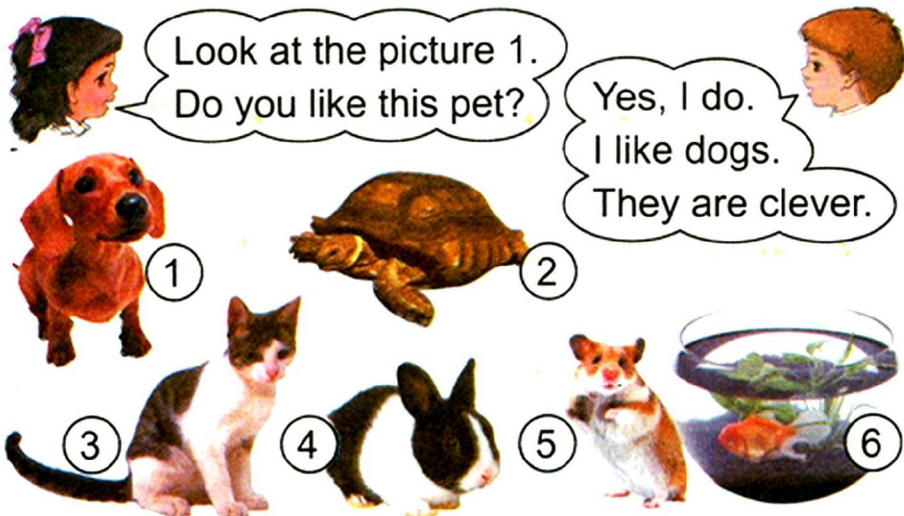 Look at the picture 1.
Do you like this pet?
Yes, I do.
I like dogs.
They are clever.
1
2
3
4
5
6